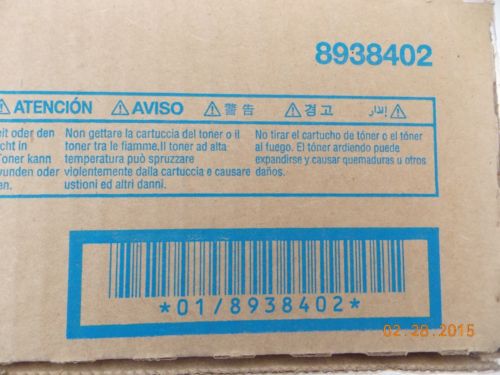 8938402
ATENCIÓN AVISO 警告 경고 إنذار
eit oder den
cht in
Toner kann
wunden oder
en.
Non gettare la cartuccia del toner o il
toner tra le fiamme.Il toner ad alta
temperatura può spruzzare
violentemente dalla cartuccia e causare
ustioni ed altri danni.
No tirar el cartucho de tóner o el tóner
al fuego. El tóner ardiendo puede
expandirse y causar quemaduras u otros
daños.
*01/8938402*
02.28.2015